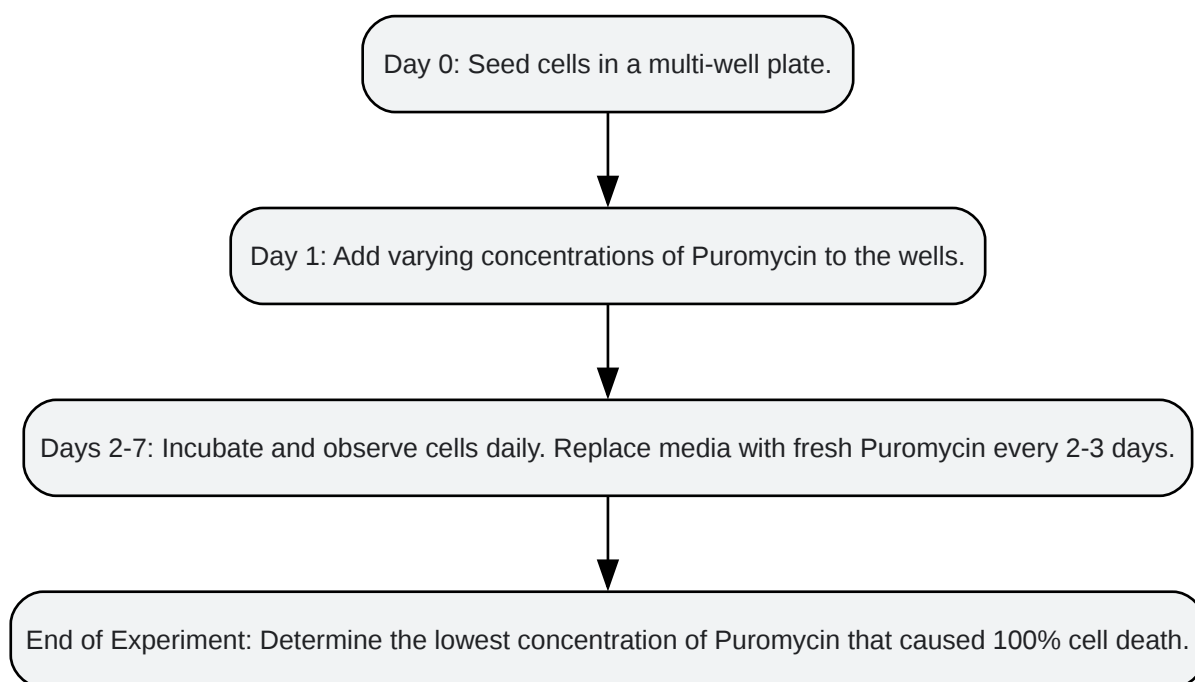 Day 0: Seed cells in a multi-well plate.
Day 1: Add varying concentrations of Puromycin to the wells.
Days 2-7: Incubate and observe cells daily. Replace media with fresh Puromycin every 2-3 days.
End of Experiment: Determine the lowest concentration of Puromycin that caused 100% cell death.